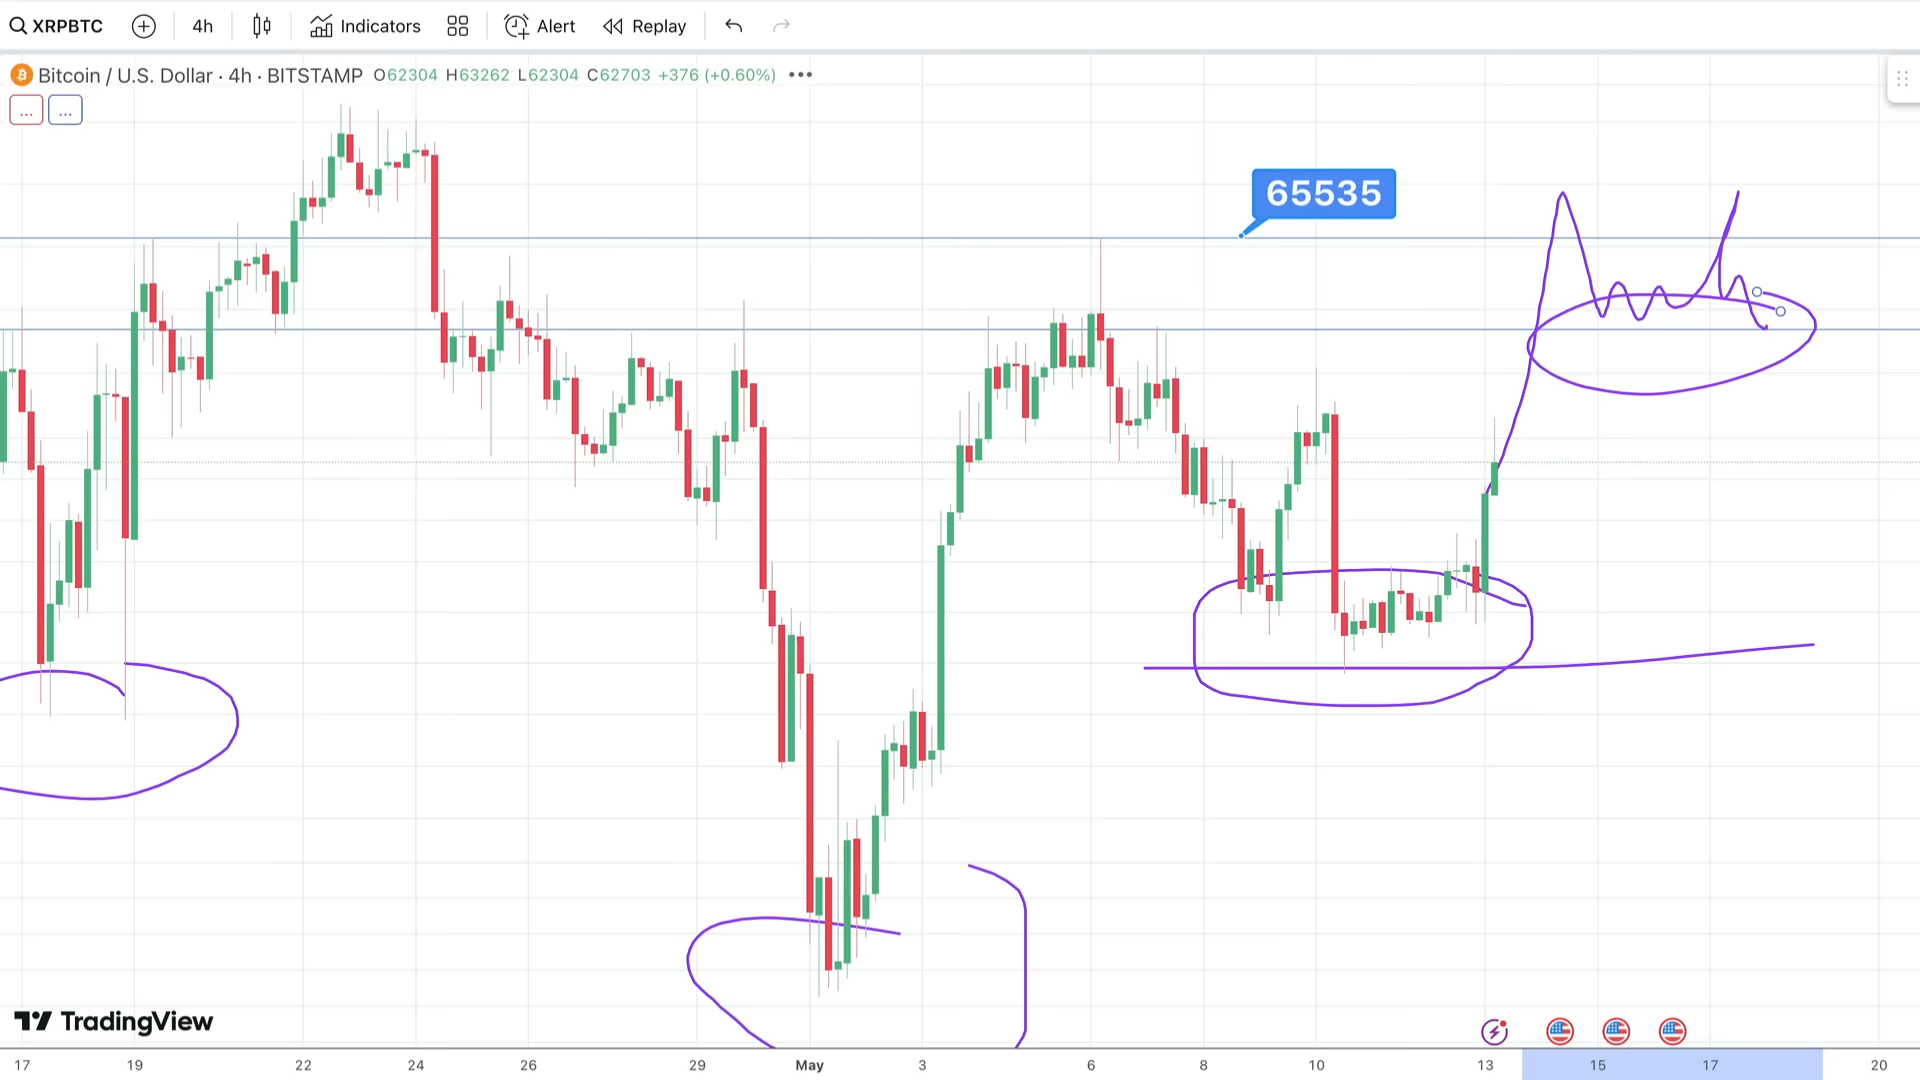 XRPBTC 4h Indicators Alert Replay
Bitcoin / U.S. Dollar · 4h · BITSTAMP O62304 H63262 L62304 C62703 +376 (+0.60%) •••
... ...
65535
TradingView
17 19 22 24 26 29 May 3 6 8 10 13 15 17 20